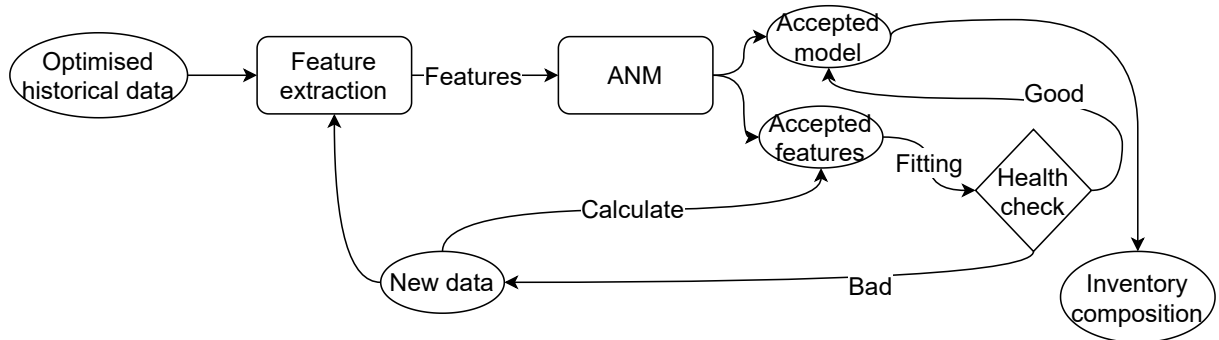 Optimised
historical data
Feature
extraction
Features
ANM
Accepted
model
Accepted
features
Good
Fitting
Health
check
Calculate
New data
Bad
Inventory
composition